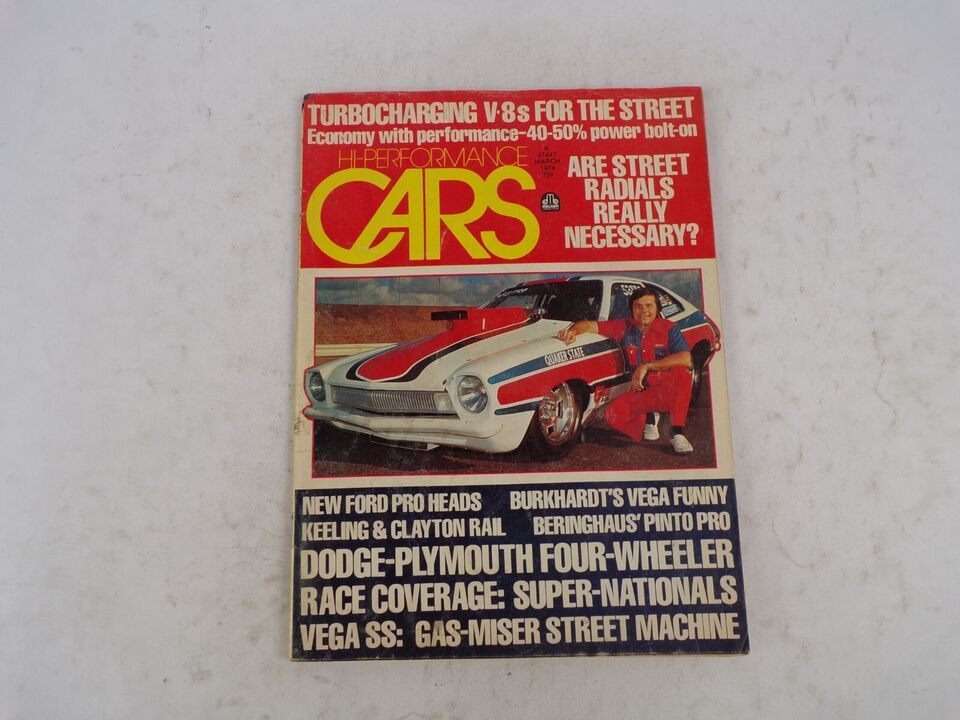 TURBOCHARGING V·8s FOR THE STREET
Economy with performance-40-50% power bolt-on
HI-PERFORMANCE
CARS
K
47447
MARCH
1974
75¢
ARE STREET
RADIALS
REALLY
NECESSARY?
QUAKER STATE
NEW FORD PRO HEADS
BURKHARDT'S VEGA FUNNY
KEELING & CLAYTON RAIL
BERINGHAUS' PINTO PRO
DODGE-PLYMOUTH FOUR-WHEELER
RACE COVERAGE: SUPER-NATIONALS
VEGA SS: GAS-MISER STREET MACHINE